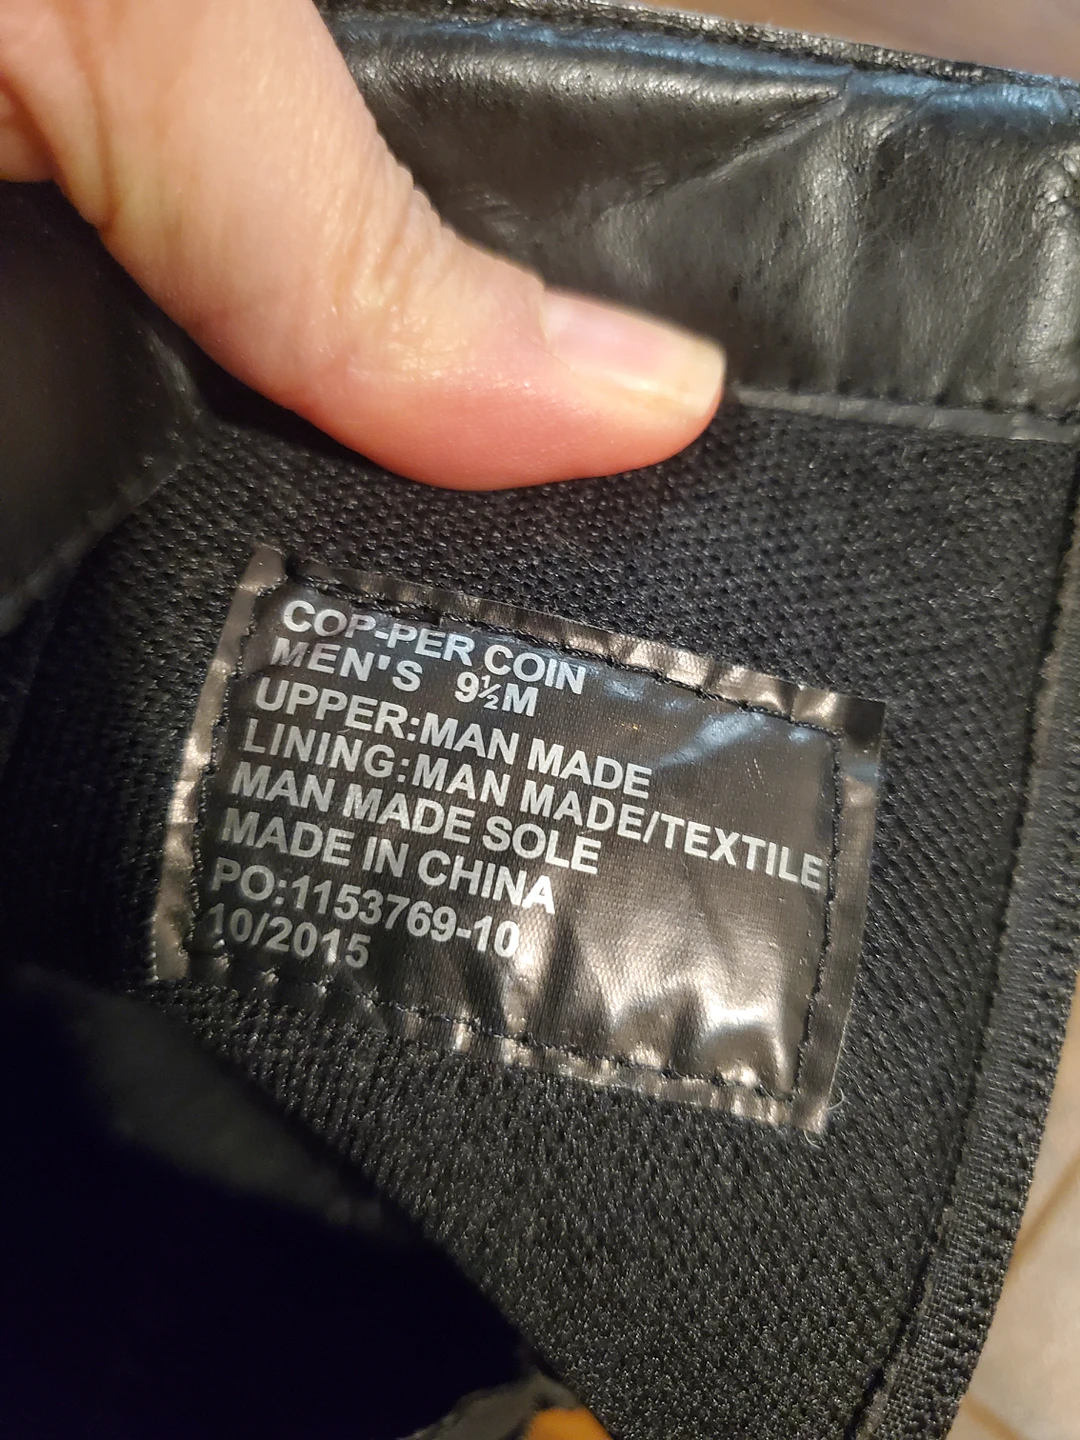 COP-PER COIN
MEN'S 9½M
UPPER:MAN MADE
LINING:MAN MADE/TEXTILE
MAN MADE SOLE
MADE IN CHINA
PO:1153769-10
10/2015